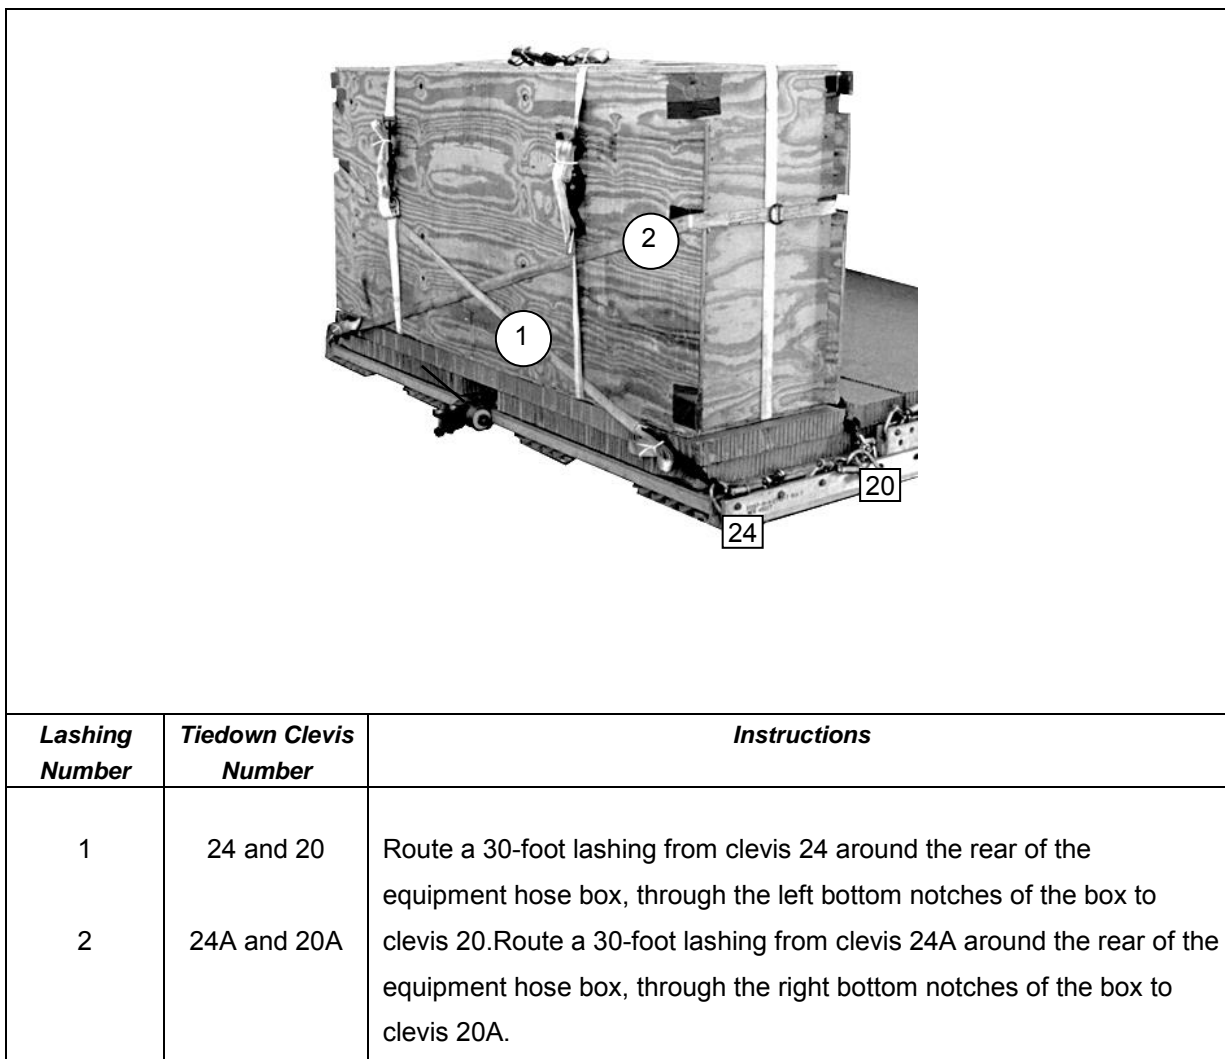 2
1
20
24
Lashing Number
Tiedown Clevis Number
Instructions
1
24 and 20
Route a 30-foot lashing from clevis 24 around the rear of the
equipment hose box, through the left bottom notches of the box to
2
24A and 20A
clevis 20.Route a 30-foot lashing from clevis 24A around the rear of the
equipment hose box, through the right bottom notches of the box to
clevis 20A.